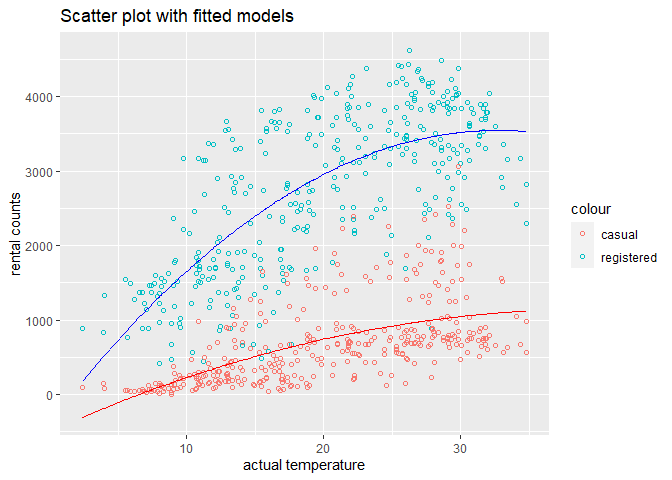 Scatter plot with fitted models
rental counts
4000
3000
2000
1000
0
10
20
30
actual temperature
colour
casual
registered